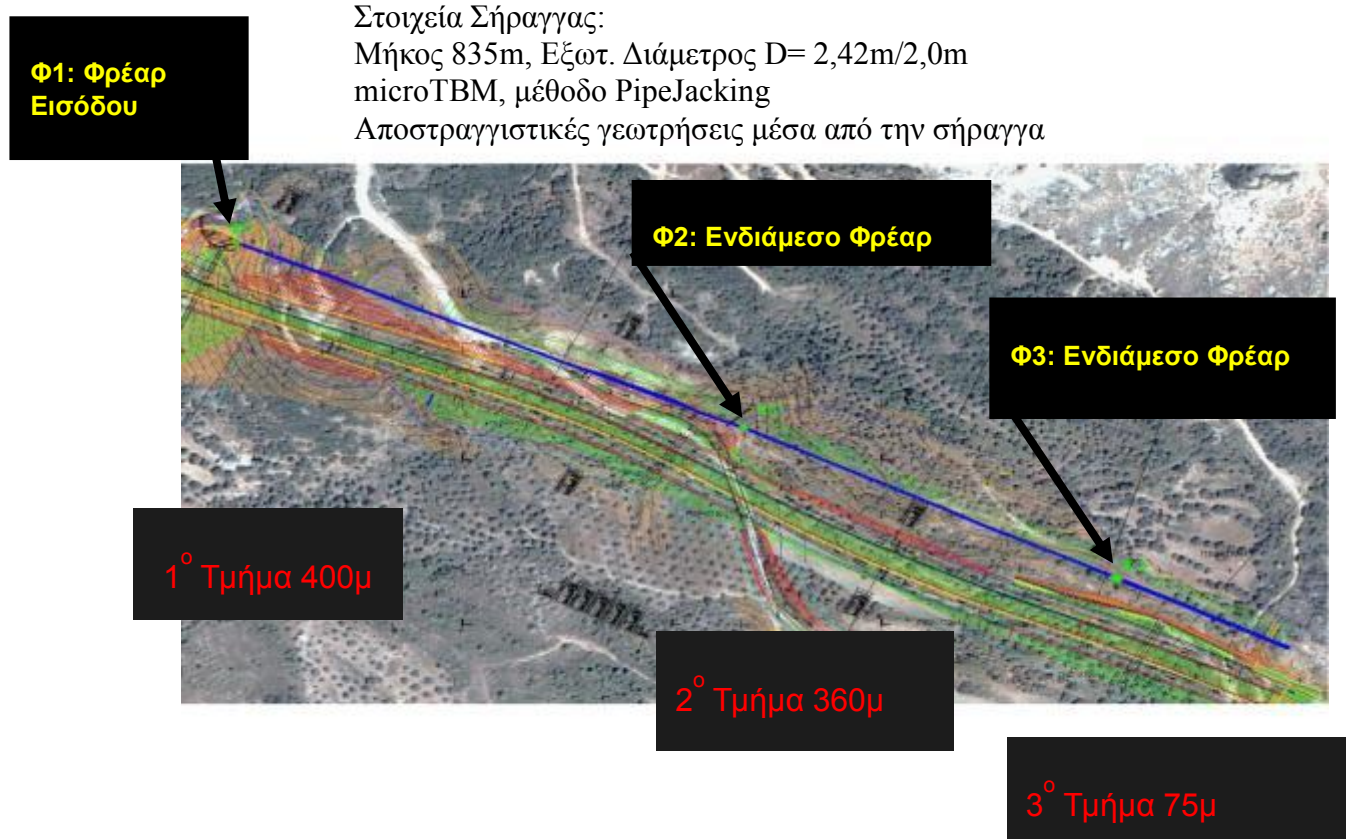 Στοιχεία Σήραγγας:
Μήκος 835m, Εξωτ. Διάμετρος D= 2,42m/2,0m
microTBM, μέθοδο PipeJacking
Αποστραγγιστικές γεωτρήσεις μέσα από την σήραγγα
Φ1: Φρέαρ
Εισόδου
Φ2: Ενδιάμεσο Φρέαρ
Φ3: Ενδιάμεσο Φρέαρ
1ο Τμήμα 400μ
2ο Τμήμα 360μ
3ο Τμήμα 75μ